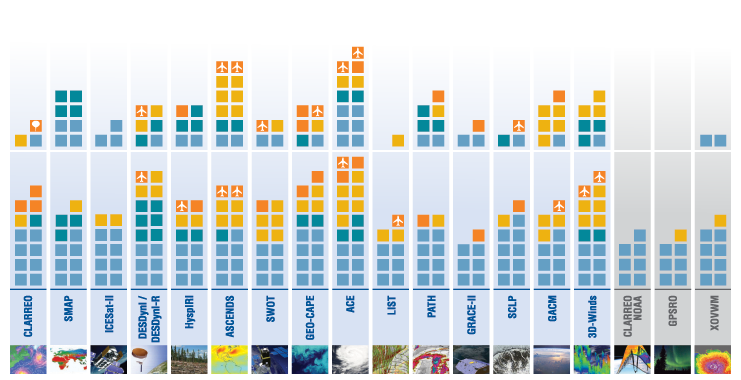 CLARREO
SMAP
ICESat-II
DESDynI /
DESDynI-R
HyspIRI
ASCENDS
SWOT
GEO-CAPE
ACE
LIST
PATH
GRACE-II
SCLP
GACM
3D-Winds
CLARREO
NOAA
GPSRO
XOVWM